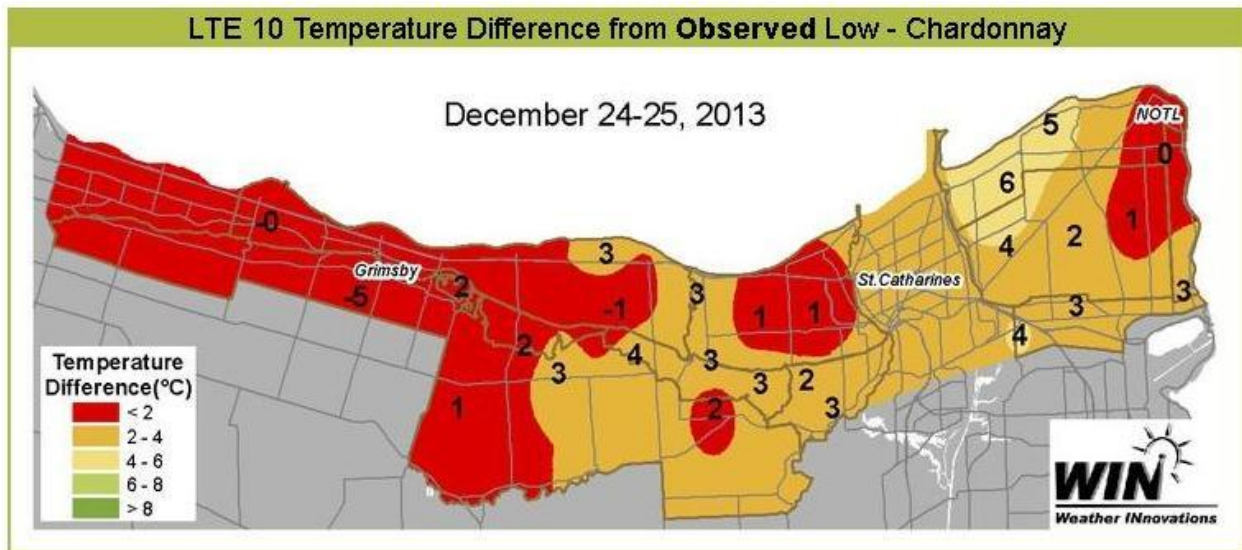 LTE 10 Temperature Difference from Observed Low - Chardonnay
December 24-25, 2013
5
NOTL
0
6
-0
1
2
4
3
Grimsby
St.Catharines
2
3
3
-5
-1
1
1
3
4
2
4
3
3
3
2
1
2
3
Temperature
Difference(°C)
< 2
2 - 4
4 - 6
6 - 8
> 8
WIN
Weather INnovations